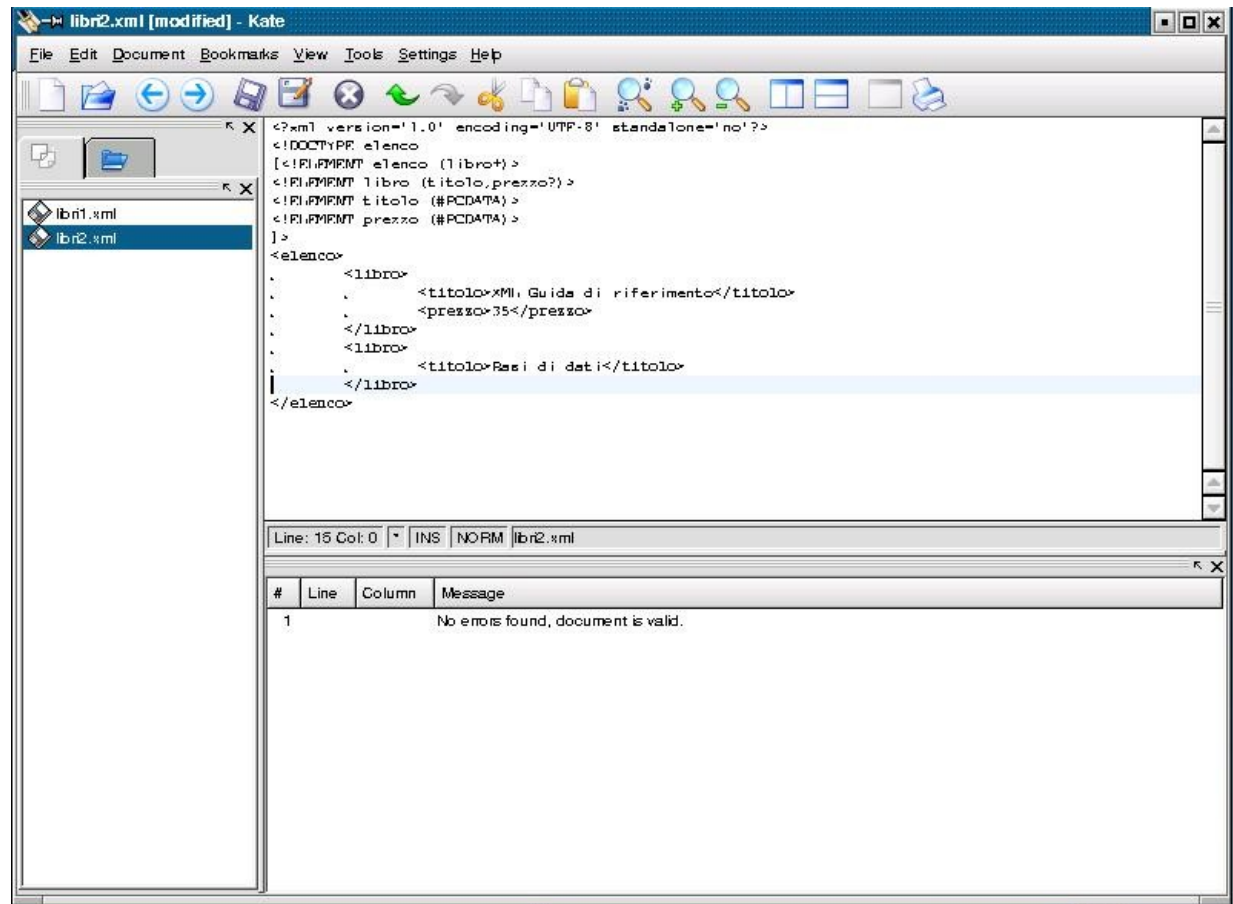 libri2.xml [modified] - Kate
File Edit Document Bookmarks View Tools Settings Help
libri1.xml
libri2.xml
<?xml version='1.0' encoding='UTF-8' standalone='no'?>
<!DOCTYPE elenco
[<!ELEMENT elenco (libro+)>
<!ELEMENT libro (titolo,prezzo?)>
<!ELEMENT titolo (#PCDATA)>
<!ELEMENT prezzo (#PCDATA)>
]>
<elenco>
<libro>
<titolo>XML Guida di riferimento</titolo>
<prezzo>35</prezzo>
</libro>
<libro>
<titolo>Basi di dati</titolo>
</libro>
</elenco>
Line: 15 Col: 0 * INS NORM libri2.xml
# Line Column Message
1 No errors found, document is valid.